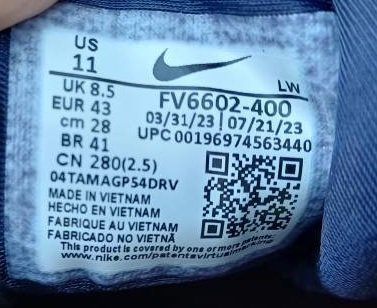 US
11
LW
UK 8.5
EUR 43
cm 28
BR 41
CN 280(2.5)
FV6602-400
03/31/23 07/21/23
UPC 00196974563440
04TAMAGP54DRV
MADE IN VIETNAM
HECHO EN VIETNAM
FABRIQUE AU VIETNAM
FABRICADO NO VIETNÃ
This product is covered by one or more patents.
www.nike.com/patentsvirtualmarking